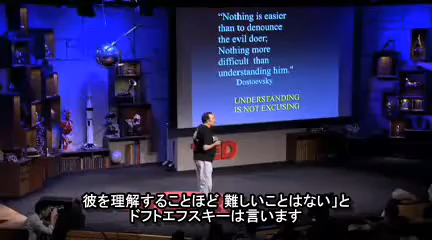 “Nothing is easier
than to denounce
the evil doer;
Nothing more
difficult than
understanding him.”
Dostoevsky
UNDERSTANDING
IS NOT EXCUSING
TED
彼を理解することほど 難しいことはない」と
ドフトエフスキーは言います